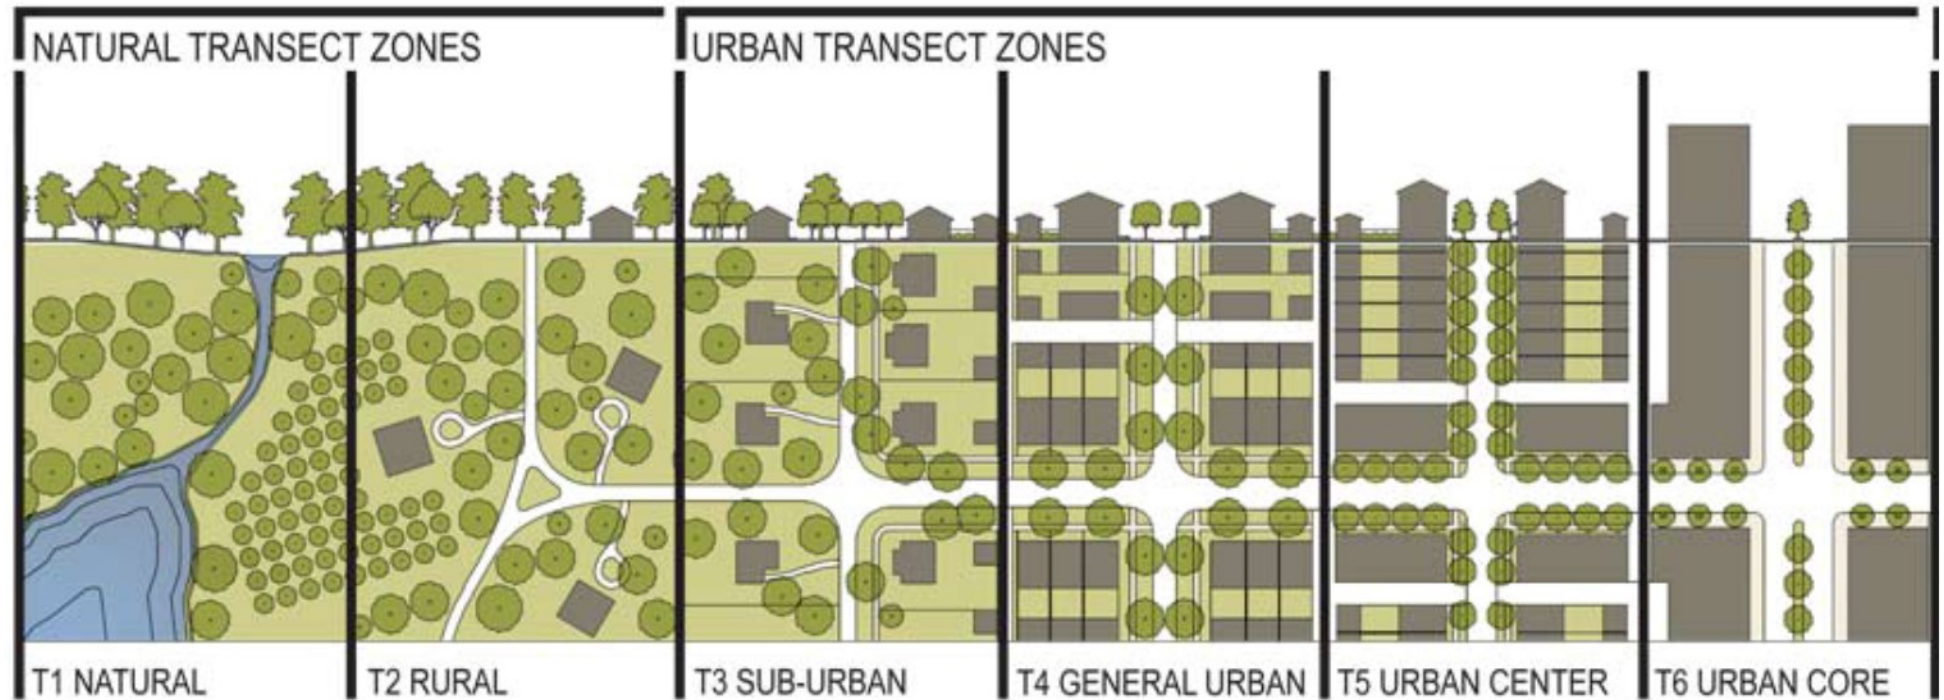 NATURAL TRANSECT ZONES
URBAN TRANSECT ZONES
T1 NATURAL
T2 RURAL
T3 SUB-URBAN
T4 GENERAL URBAN
T5 URBAN CENTER
T6 URBAN CORE